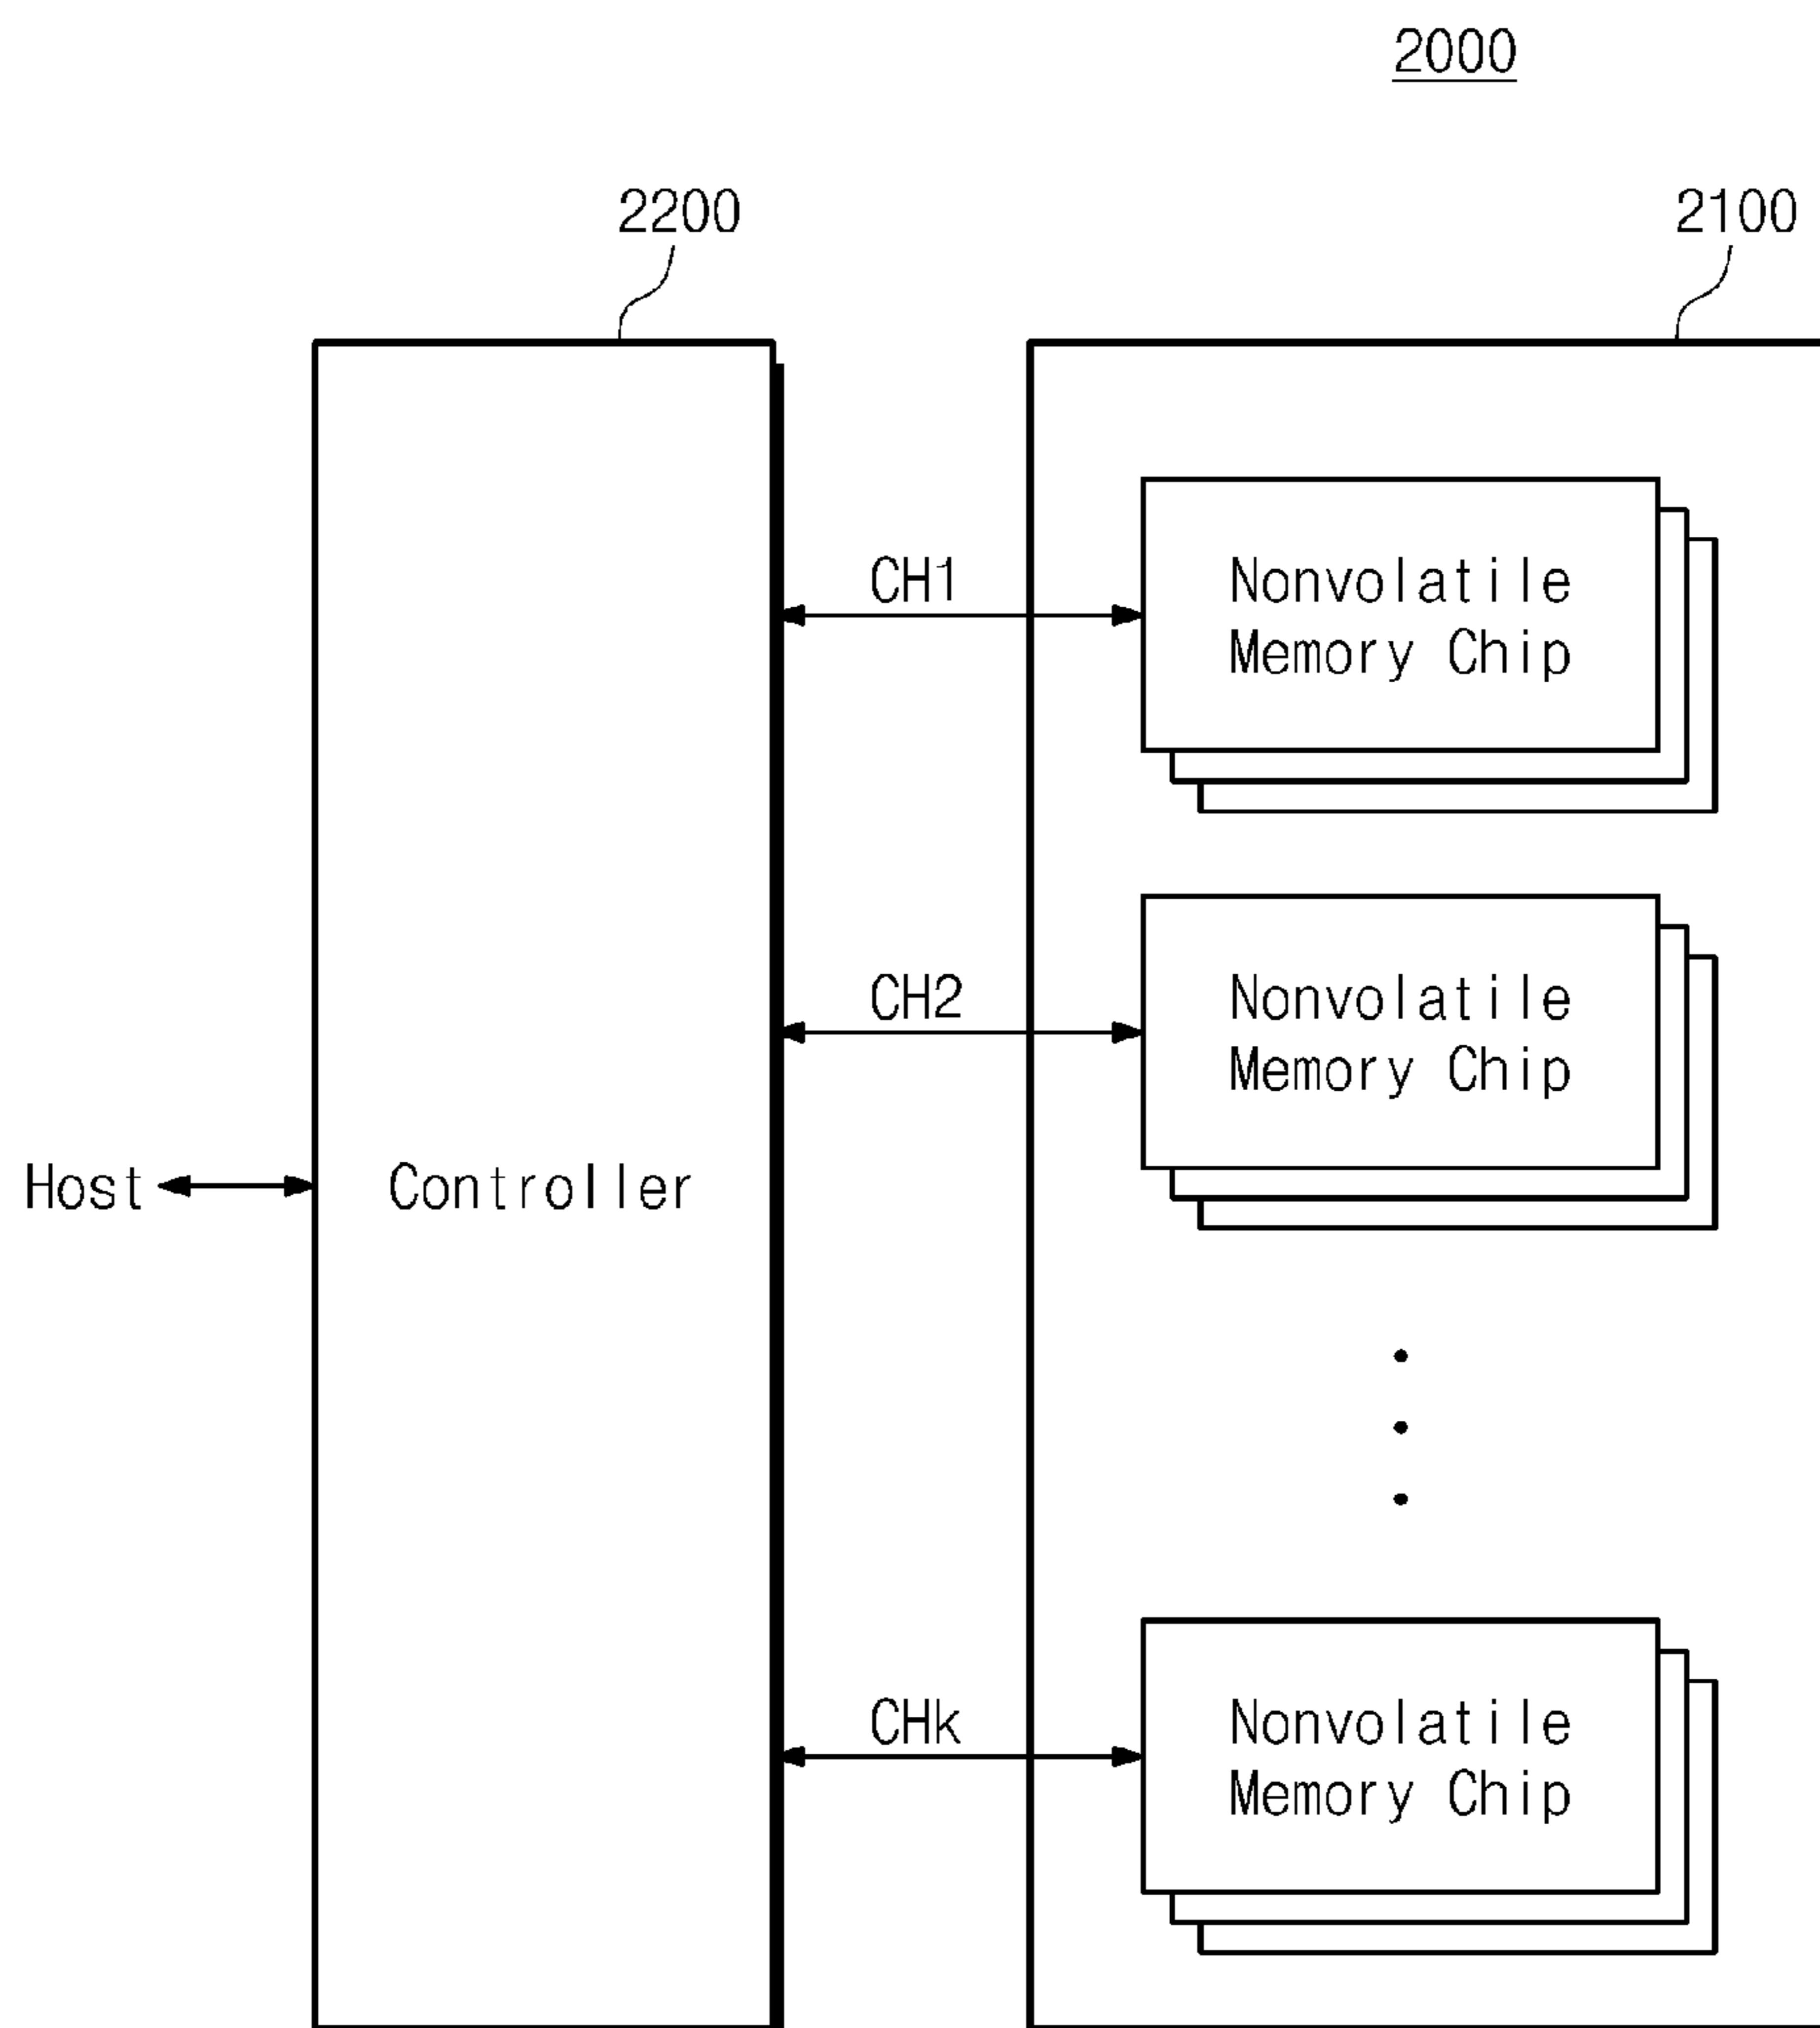 2000
2200
2100
CH1
Nonvolatile
Memory Chip
CH2
Nonvolatile
Memory Chip
Host
Controller
CHk
Nonvolatile
Memory Chip